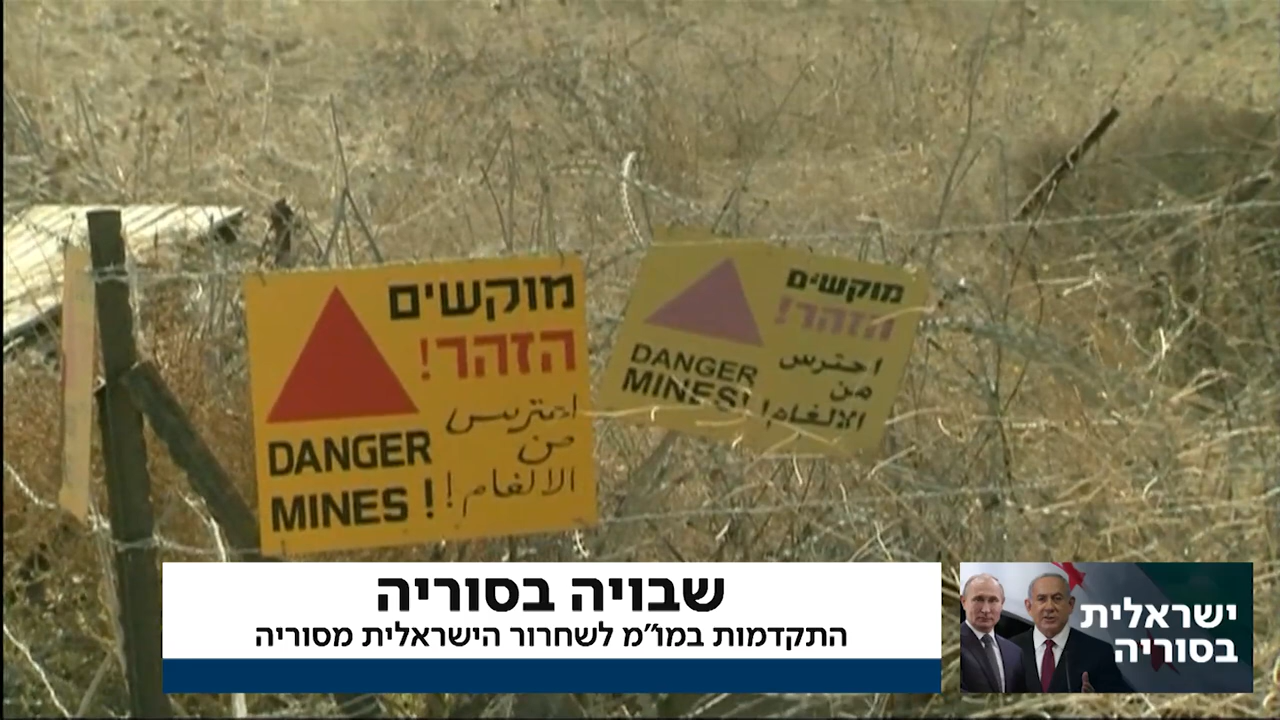 מוקשים
הזהר!
DANGER
MINES!
احترس
من
الالغام!
מוקשים
הזהר!
DANGER
MINES!
احترس
من
الالغام!
שבויה בסוריה
התקדמות במו״מ לשחרור הישראלית מסוריה
ישראלית
בסוריה